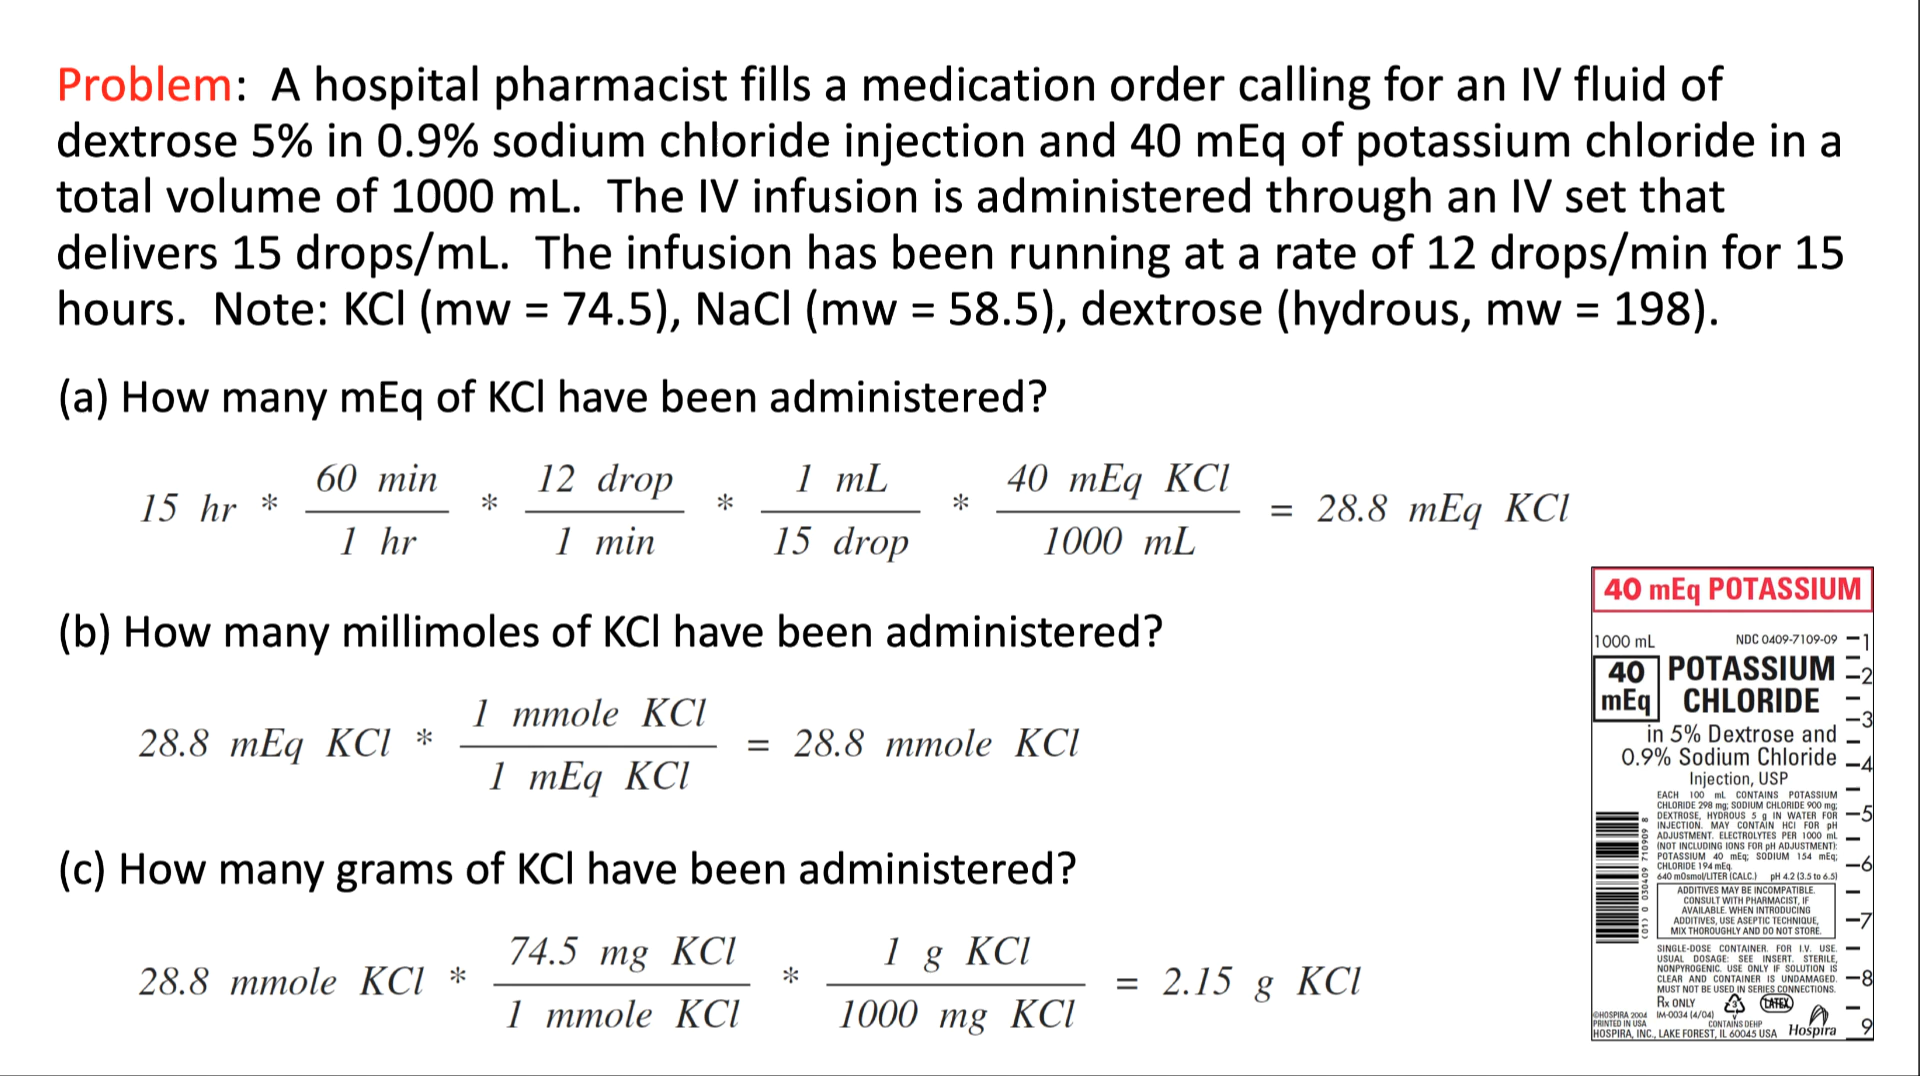 Problem: A hospital pharmacist fills a medication order calling for an IV fluid of
dextrose 5% in 0.9% sodium chloride injection and 40 mEq of potassium chloride in a
total volume of 1000 mL. The IV infusion is administered through an IV set that
delivers 15 drops/mL. The infusion has been running at a rate of 12 drops/min for 15
hours. Note: KCl (mw = 74.5), NaCl (mw = 58.5), dextrose (hydrous, mw = 198).
(a) How many mEq of KCl have been administered?
15 hr * 60 min / 1 hr * 12 drop / 1 min * 1 mL / 15 drop * 40 mEq KCl / 1000 mL = 28.8 mEq KCl
(b) How many millimoles of KCl have been administered?
28.8 mEq KCl * 1 mmole KCl / 1 mEq KCl = 28.8 mmole KCl
(c) How many grams of KCl have been administered?
28.8 mmole KCl * 74.5 mg KCl / 1 mmole KCl * 1 g KCl / 1000 mg KCl = 2.15 g KCl
40 mEq POTASSIUM
1000 mL NDC 0409-7109-09
40 mEq
POTASSIUM
CHLORIDE
in 5% Dextrose and
0.9% Sodium Chloride
Injection, USP
EACH 100 mL CONTAINS POTASSIUM
CHLORIDE 298 mg; SODIUM CHLORIDE 900 mg;
DEXTROSE, HYDROUS 5 g IN WATER FOR
INJECTION. MAY CONTAIN HCl FOR pH
ADJUSTMENT. ELECTROLYTES PER 1000 mL
(NOT INCLUDING IONS FOR pH ADJUSTMENT):
POTASSIUM 40 mEq; SODIUM 154 mEq;
CHLORIDE 194 mEq.
640 mOsmol/LITER (CALC.) pH 4.2 (3.5 to 6.5)
ADDITIVES MAY BE INCOMPATIBLE.
CONSULT WITH PHARMACIST, IF
AVAILABLE. WHEN INTRODUCING
ADDITIVES, USE ASEPTIC TECHNIQUE,
MIX THOROUGHLY AND DO NOT STORE.
SINGLE-DOSE CONTAINER. FOR I.V. USE.
USUAL DOSAGE: SEE INSERT. STERILE,
NONPYROGENIC. USE ONLY IF SOLUTION IS
CLEAR AND CONTAINER IS UNDAMAGED.
MUST NOT BE USED IN SERIES CONNECTIONS.
Rx ONLY 3 LATEX
©HOSPIRA 2004 IM-0034 (4/04)
PRINTED IN USA CONTAINS DEHP
HOSPIRA, INC., LAKE FOREST, IL 60045 USA Hospira
(01) 0 030409 710909 8
1
2
3
4
5
6
7
8
9